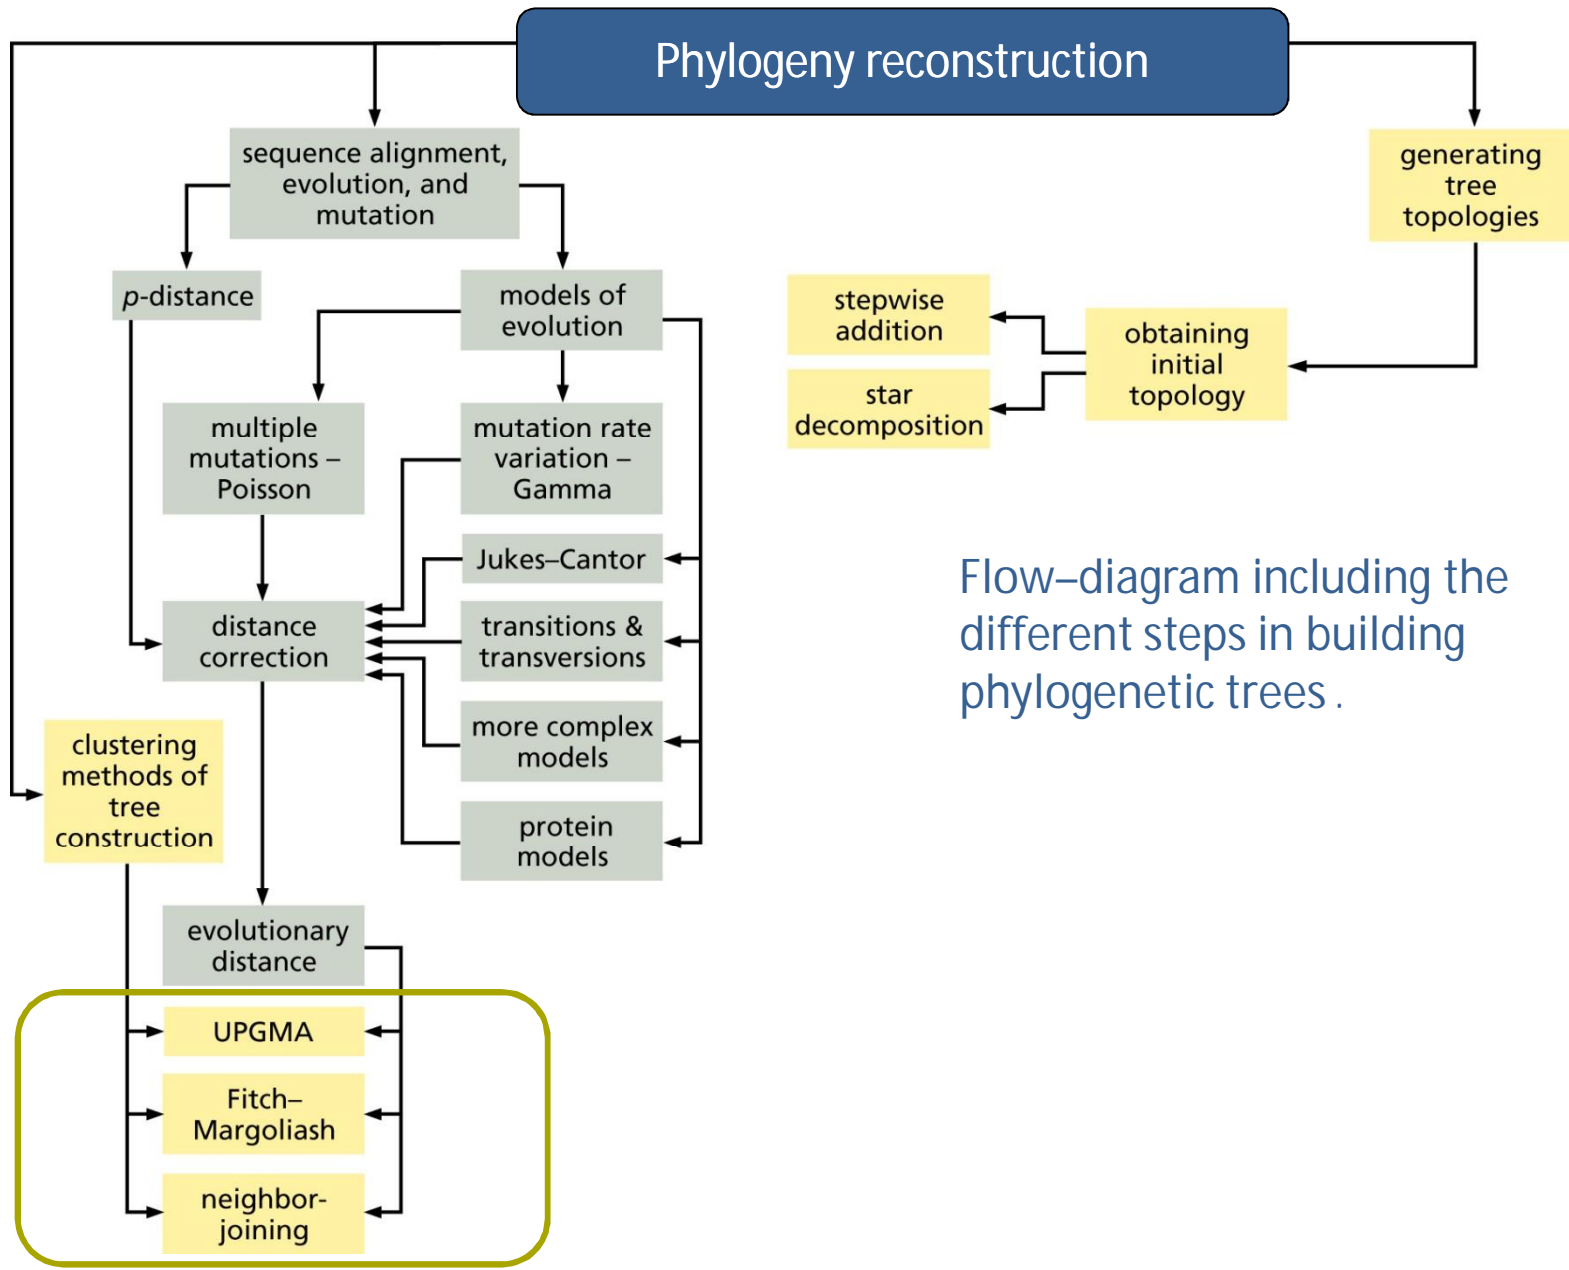 Phylogeny reconstruction
sequence alignment,
evolution, and
mutation
generating
tree
topologies
p-distance
models of
evolution
stepwise
addition
obtaining
initial
topology
star
decomposition
multiple
mutations –
Poisson
mutation rate
variation –
Gamma
Jukes–Cantor
distance
correction
transitions &
transversions
more complex
models
protein
models
Flow–diagram including the
different steps in building
phylogenetic trees .
clustering
methods of
tree
construction
evolutionary
distance
UPGMA
Fitch–
Margoliash
neighbor-
joining